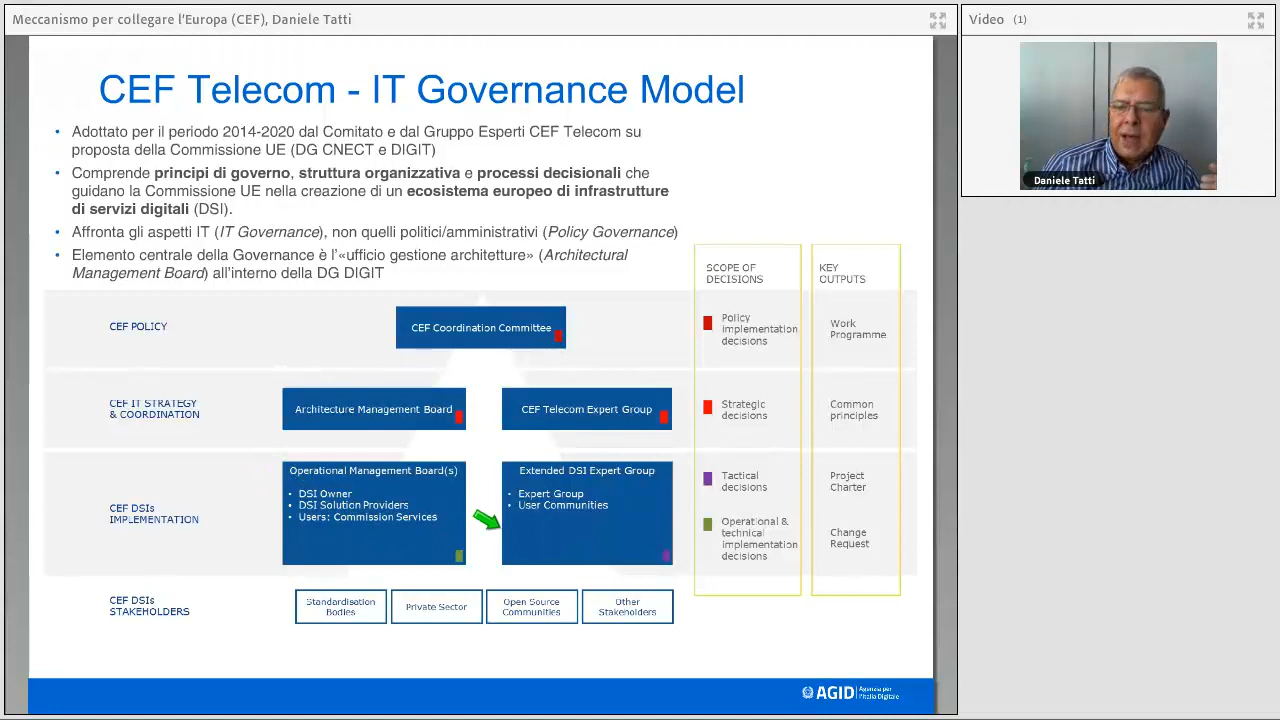 Meccanismo per collegare l'Europa (CEF), Daniele Tatti
Video (1)
Daniele Tatti
CEF Telecom - IT Governance Model
• Adottato per il periodo 2014-2020 dal Comitato e dal Gruppo Esperti CEF Telecom su
proposta della Commissione UE (DG CNECT e DIGIT)
• Comprende principi di governo, struttura organizzativa e processi decisionali che
guidano la Commissione UE nella creazione di un ecosistema europeo di infrastrutture
di servizi digitali (DSI).
• Affronta gli aspetti IT (IT Governance), non quelli politici/amministrativi (Policy Governance)
• Elemento centrale della Governance è l'«ufficio gestione architetture» (Architectural
Management Board) all'interno della DG DIGIT
SCOPE OF
DECISIONS
KEY
OUTPUTS
CEF POLICY
CEF Coordination Committee
Policy
implementation
decisions
Work
Programme
CEF IT STRATEGY
& COORDINATION
Architecture Management Board
CEF Telecom Expert Group
Strategic
decisions
Common
principles
CEF DSIs
IMPLEMENTATION
Operational Management Board(s)
• DSI Owner
• DSI Solution Providers
• Users: Commission Services
Extended DSI Expert Group
• Expert Group
• User Communities
Tactical
decisions
Project
Charter
Operational &
technical
implementation
decisions
Change
Request
CEF DSIs
STAKEHOLDERS
Standardisation
Bodies
Private Sector
Open Source
Communities
Other
Stakeholders
AGID
Agenzia per
l'Italia Digitale